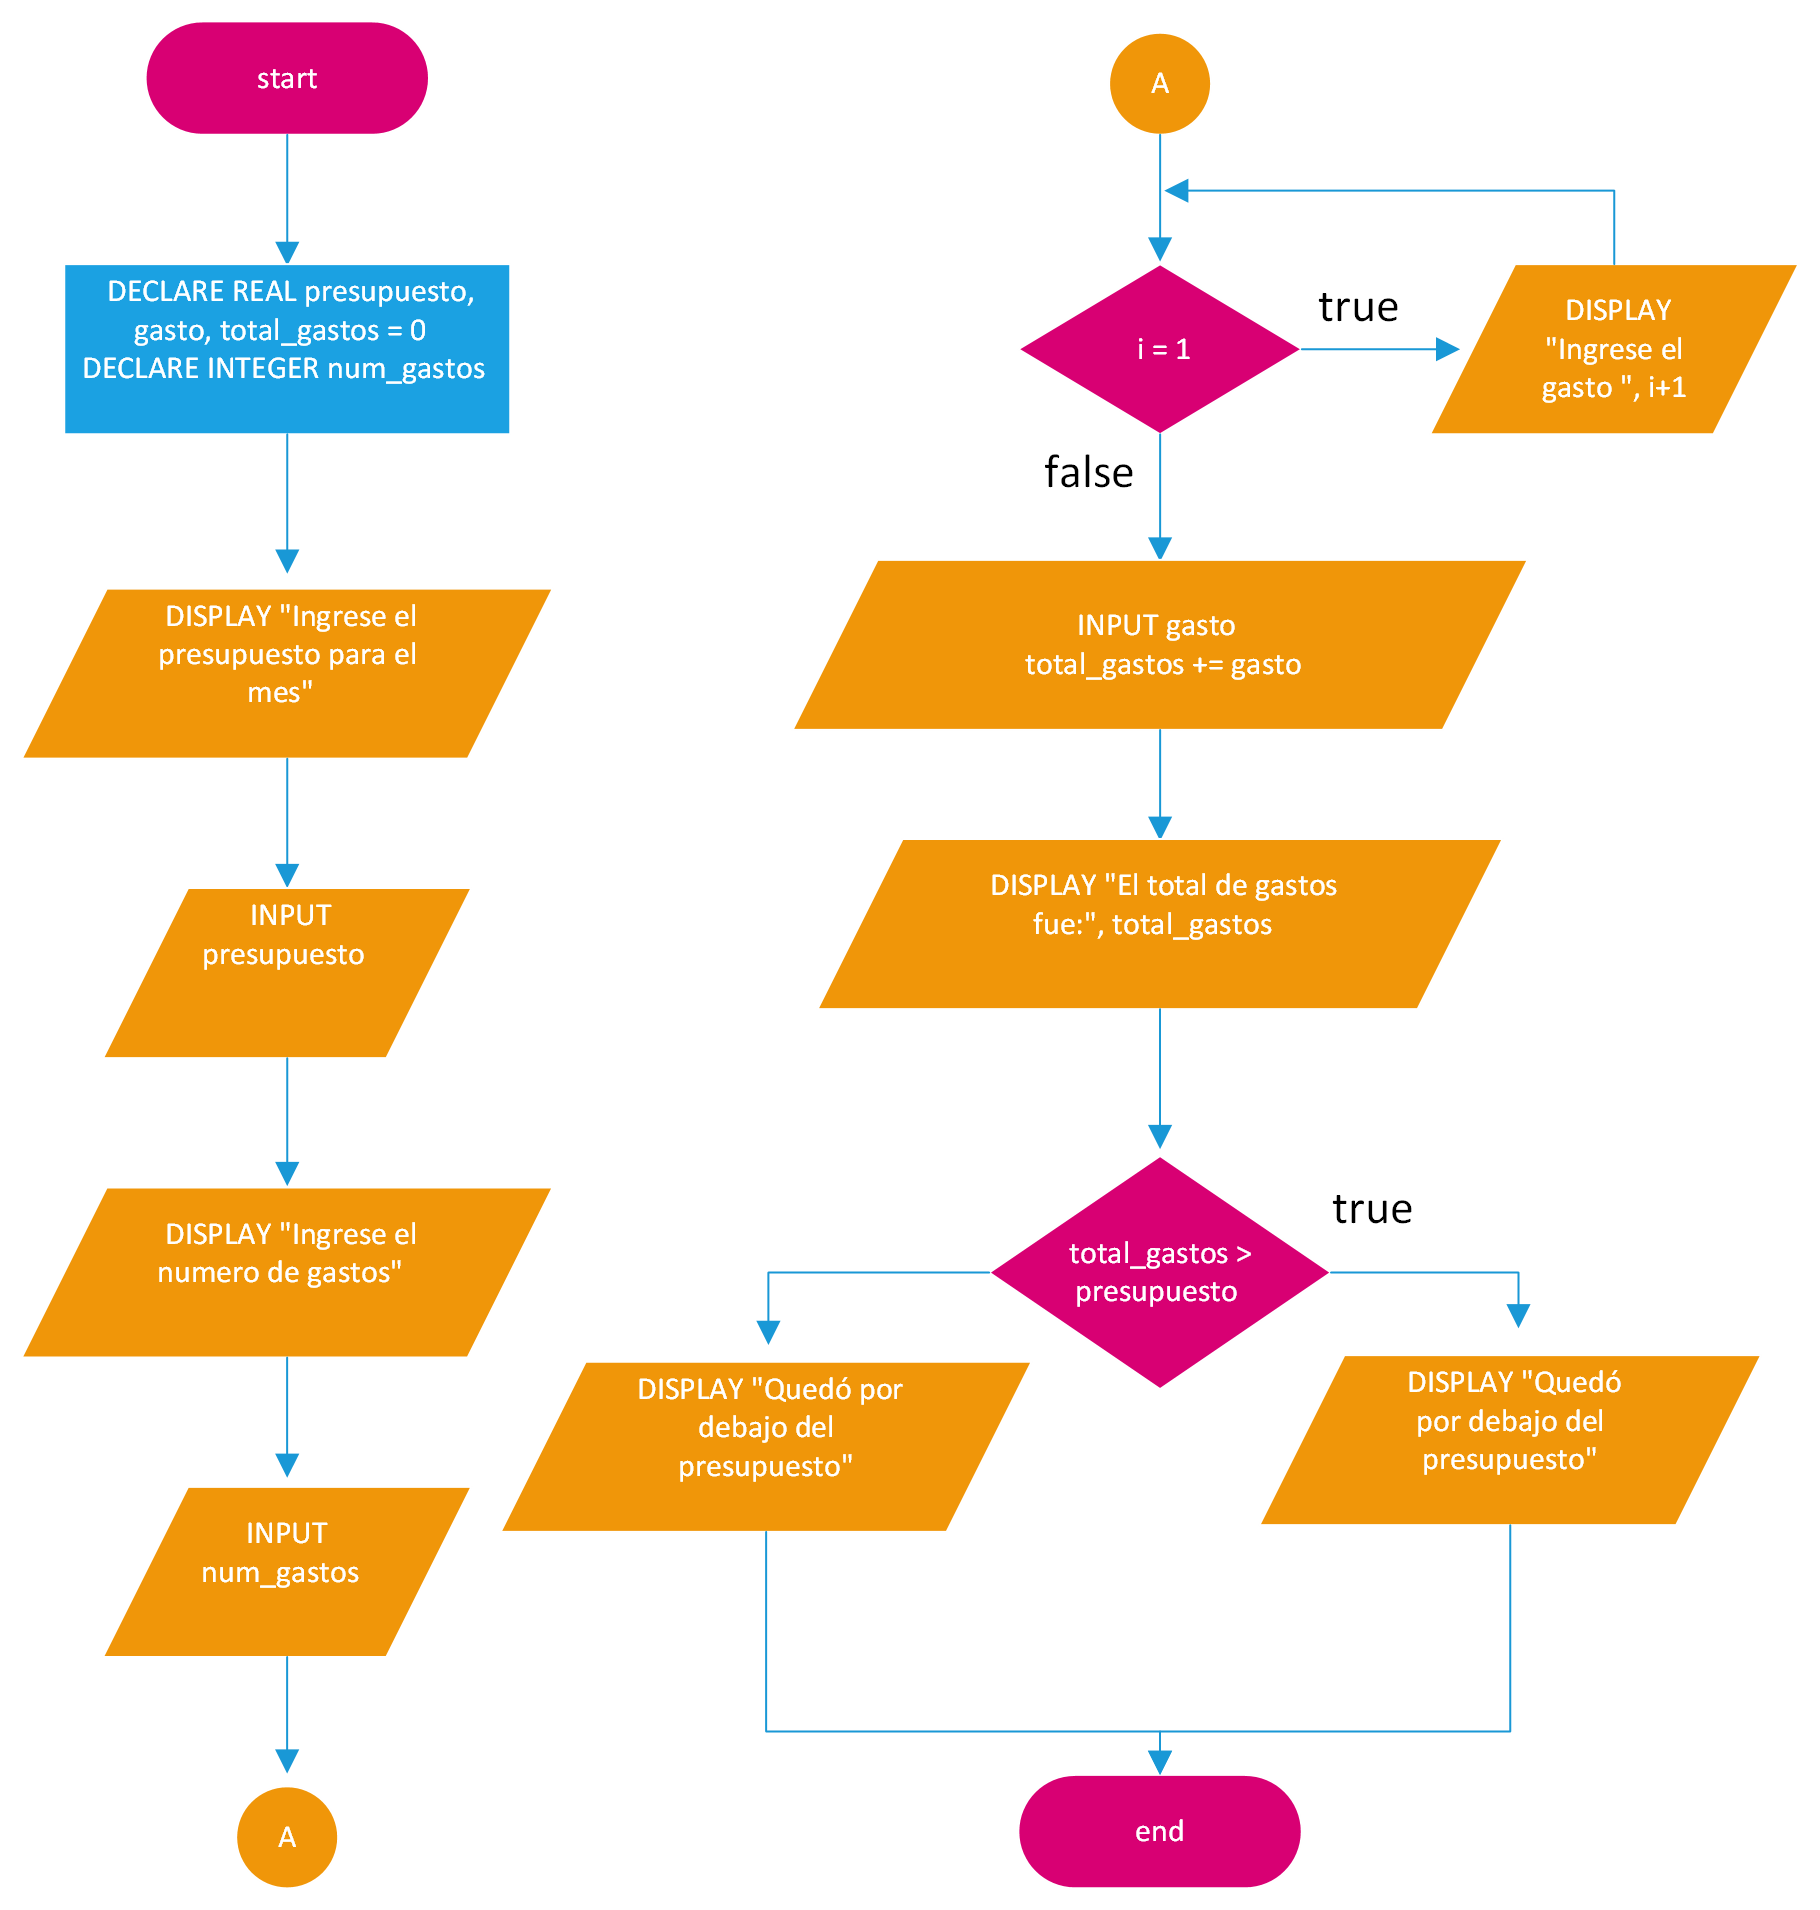 start
DECLARE REAL presupuesto,
gasto, total_gastos = 0
DECLARE INTEGER num_gastos
DISPLAY "Ingrese el
presupuesto para el
mes"
INPUT
presupuesto
DISPLAY "Ingrese el
numero de gastos"
INPUT
num_gastos
A
A
i = 1
true
DISPLAY
"Ingrese el
gasto ", i+1
false
INPUT gasto
total_gastos += gasto
DISPLAY "El total de gastos
fue:", total_gastos
total_gastos >
presupuesto
true
DISPLAY "Quedó por
debajo del
presupuesto"
DISPLAY "Quedó
por debajo del
presupuesto"
end